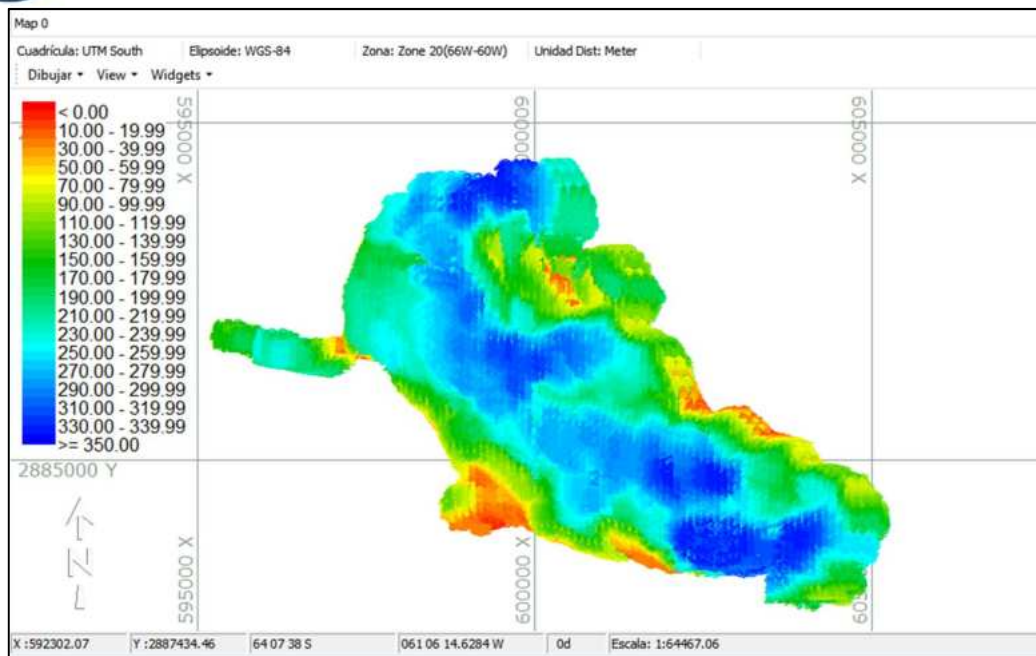 Map 0
Cuadrícula: UTM South Elipsoide: WGS-84 Zona: Zone 20(66W-60W) Unidad Dist: Meter
Dibujar View Widgets
< 0.00
10.00 - 19.99
30.00 - 39.99
50.00 - 59.99
70.00 - 79.99
90.00 - 99.99
110.00 - 119.99
130.00 - 139.99
150.00 - 159.99
170.00 - 179.99
190.00 - 199.99
210.00 - 219.99
230.00 - 239.99
250.00 - 259.99
270.00 - 279.99
290.00 - 299.99
310.00 - 319.99
330.00 - 339.99
>= 350.00
595000 X
605000 X
2885000 Y
595000 X
600000 X
N
X :592302.07 Y :2887434.46 64 07 38 S 061 06 14.6284 W 0d Escala: 1:64467.06